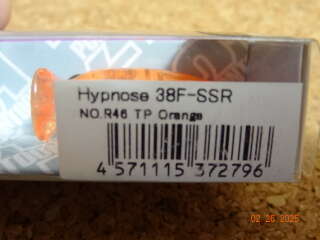 Hypnose 38F-SSR
NO.R46 TP Orange
4 571115 372796
02 26 2025